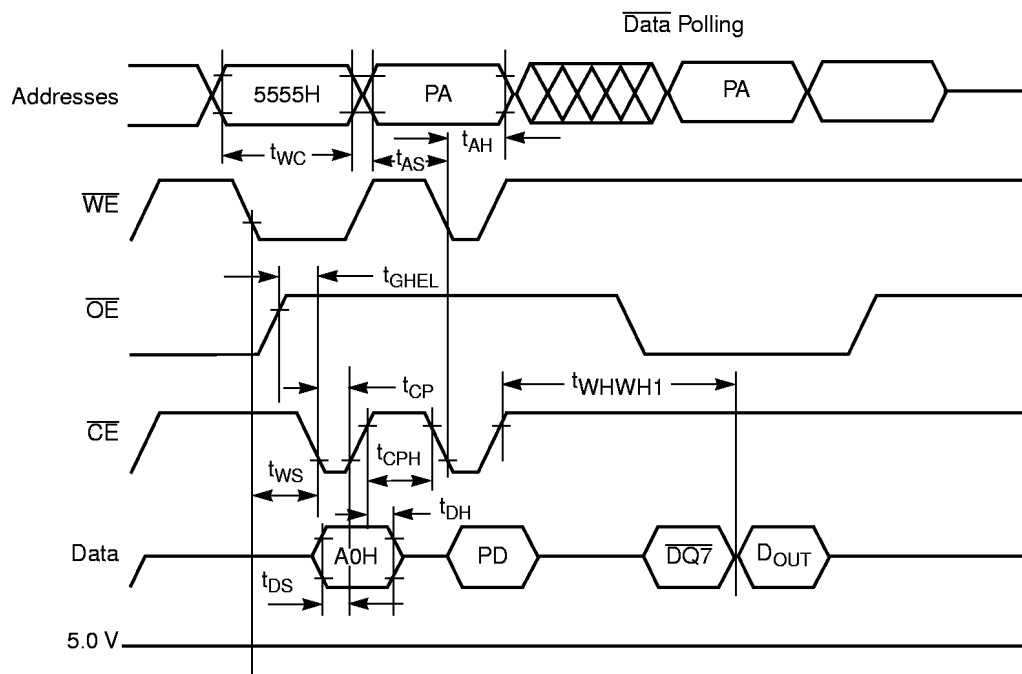 Data Polling
Addresses
5555H
PA
PA
tWC
tAS
tAH
WE
tGHEL
OE
tCP
tWHWH1
CE
tCPH
tWS
tDH
Data
A0H
PD
DQ7
DOUT
tDS
5.0 V